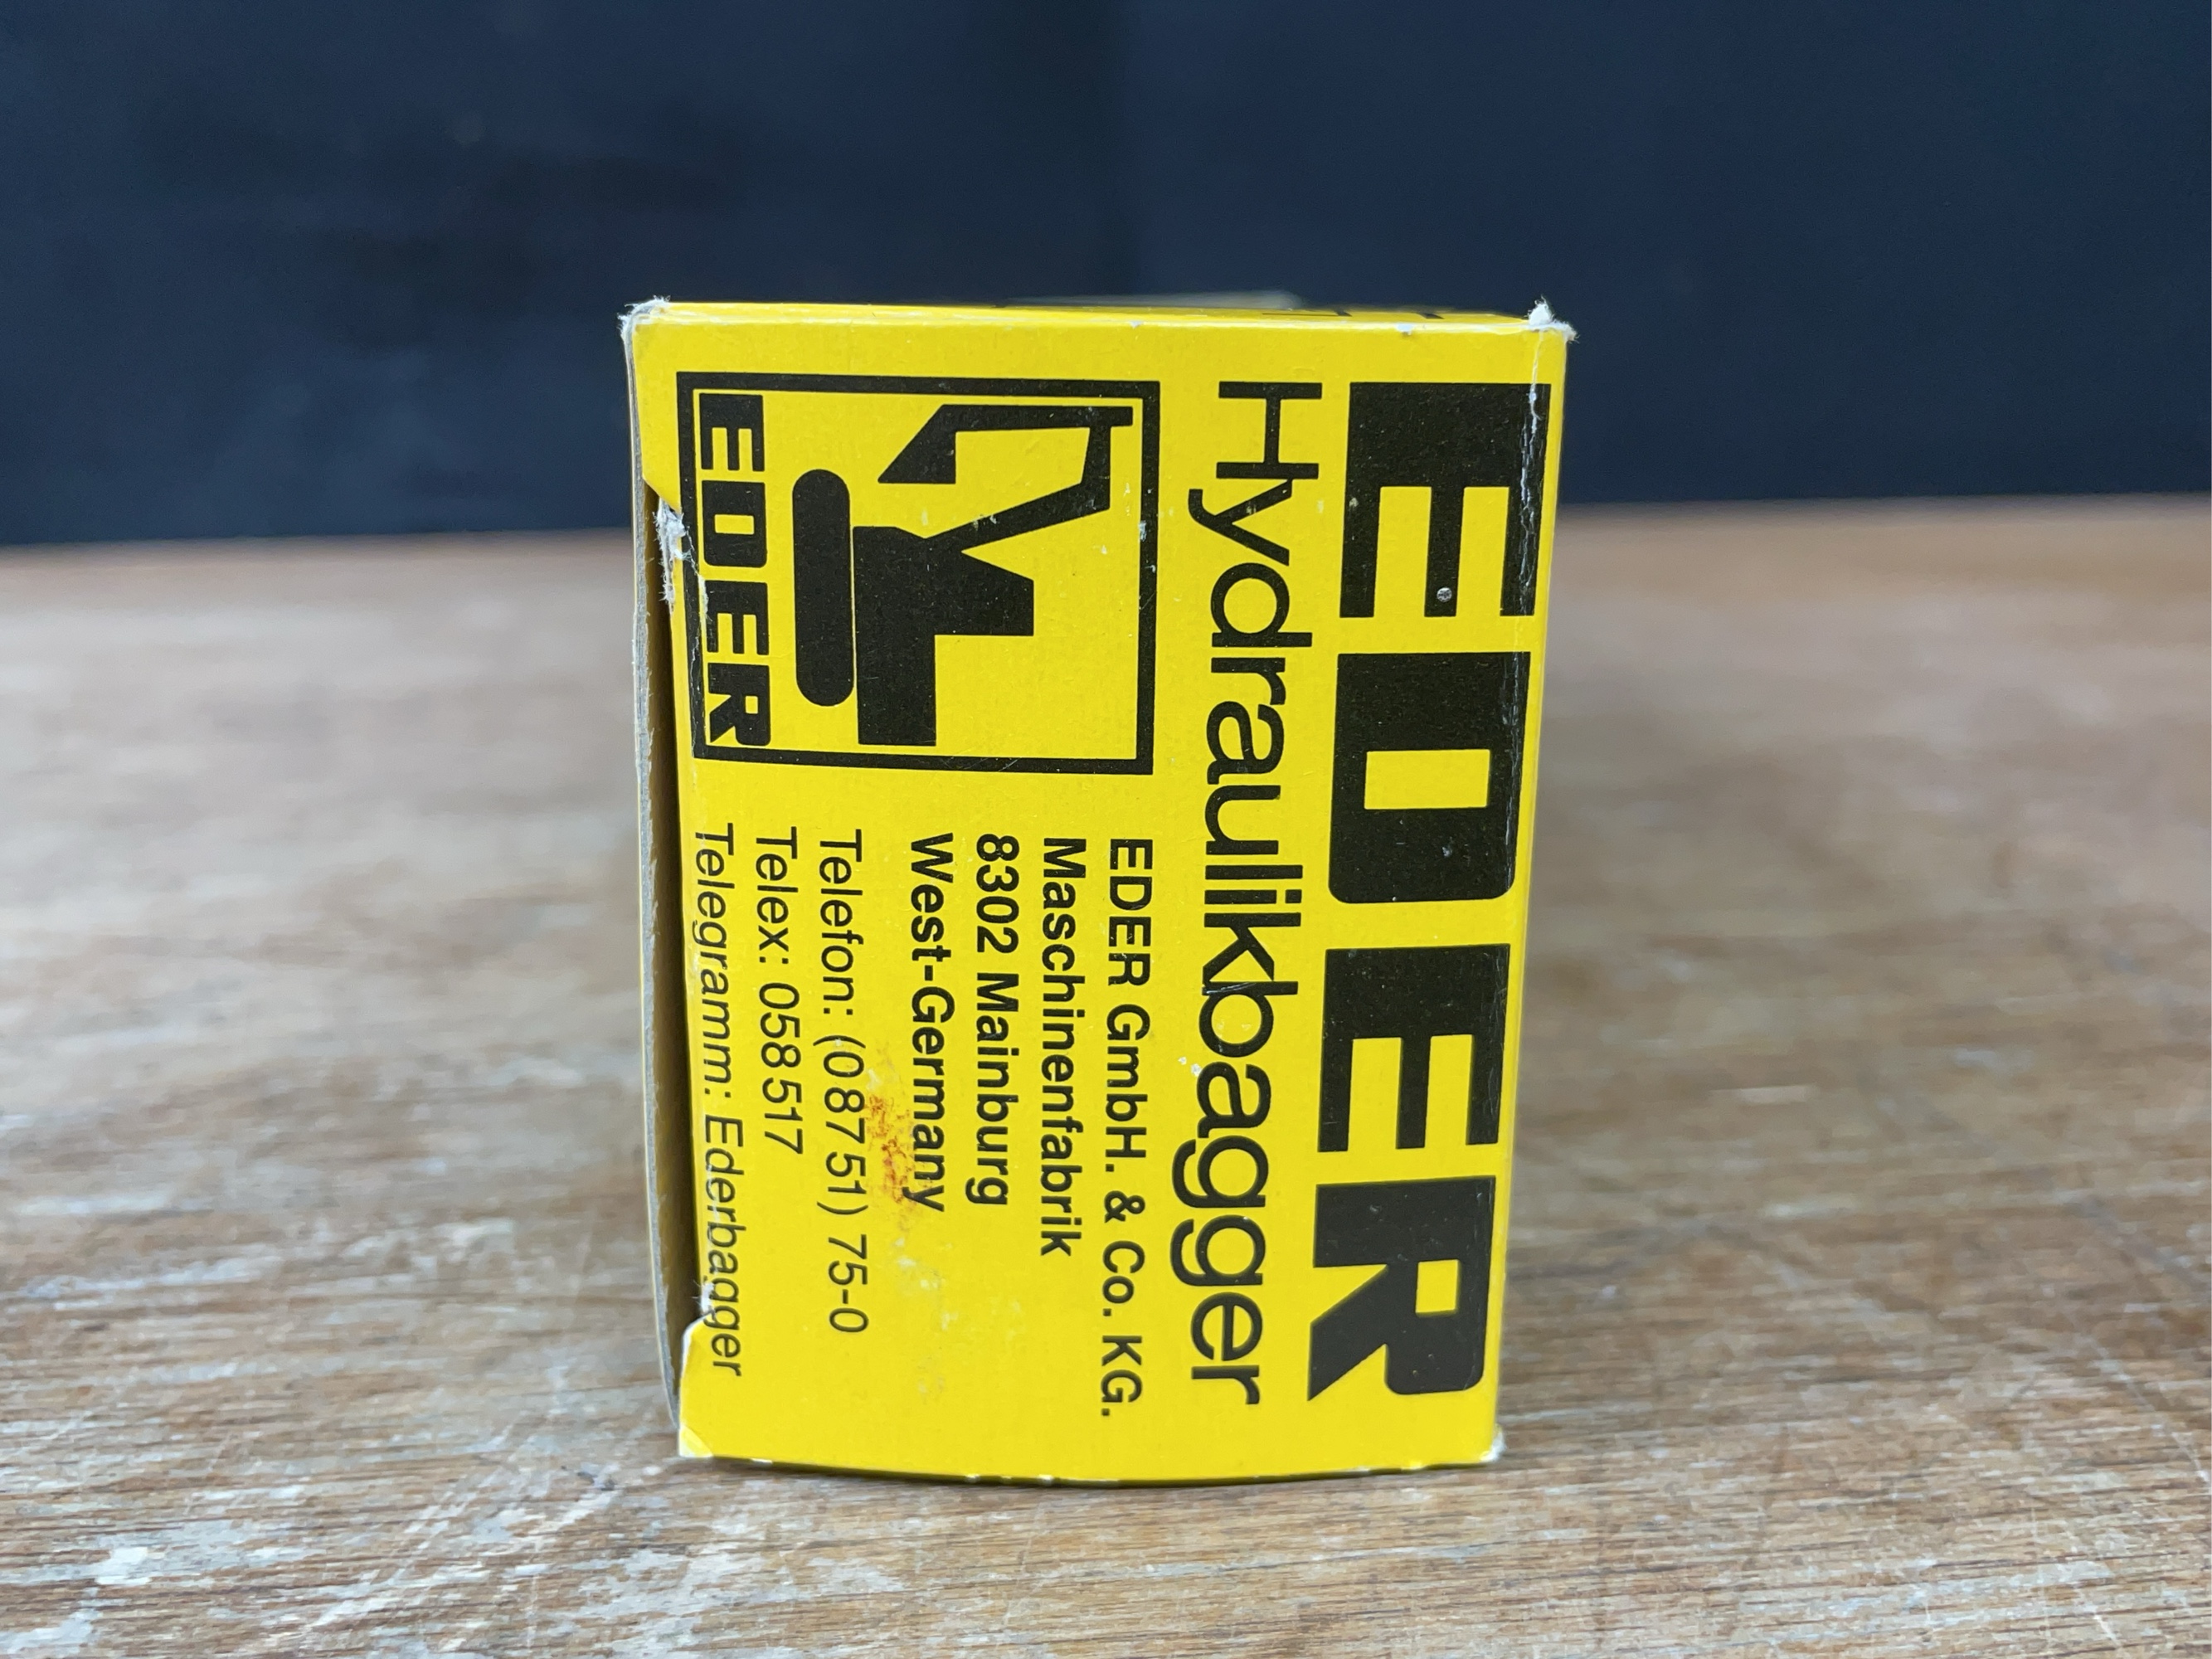 EDER
Hydraulikbagger
EDER
EDER GmbH. & Co. KG.
Maschinenfabrik
8302 Mainburg
West-Germany
Telefon: (08751) 75-0
Telex: 058517
Telegramm: Ederbagger